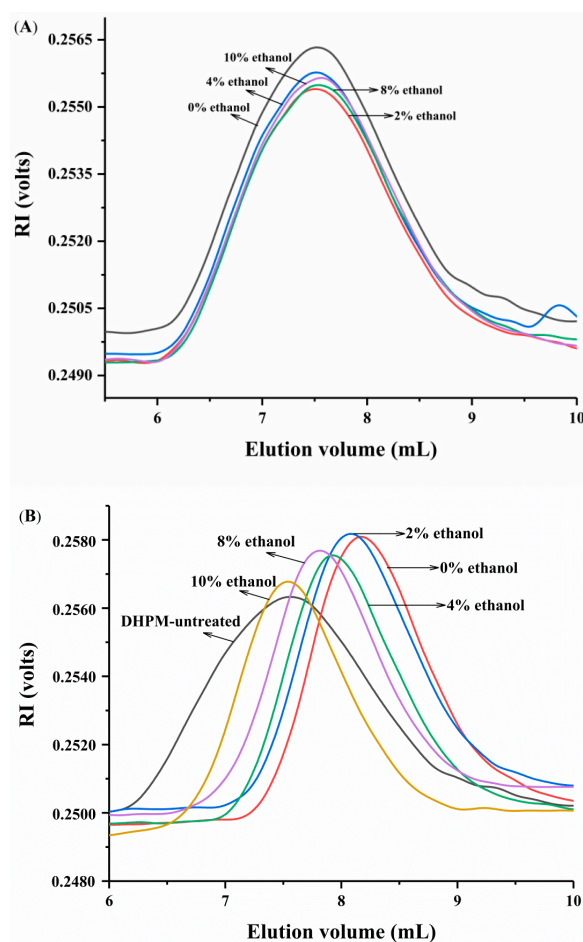 (A)
0.2565
10% ethanol
4% ethanol
8% ethanol
0.2550
0% ethanol
2% ethanol
0.2535
RI (volts)
0.2520
0.2505
0.2490
6 7 8 9 10
Elution volume (mL)
(B)
0.2580
2% ethanol
8% ethanol
0% ethanol
10% ethanol
0.2560
4% ethanol
DHPM-untreated
0.2540
RI (volts)
0.2520
0.2500
0.2480
6 7 8 9 10
Elution volume (mL)